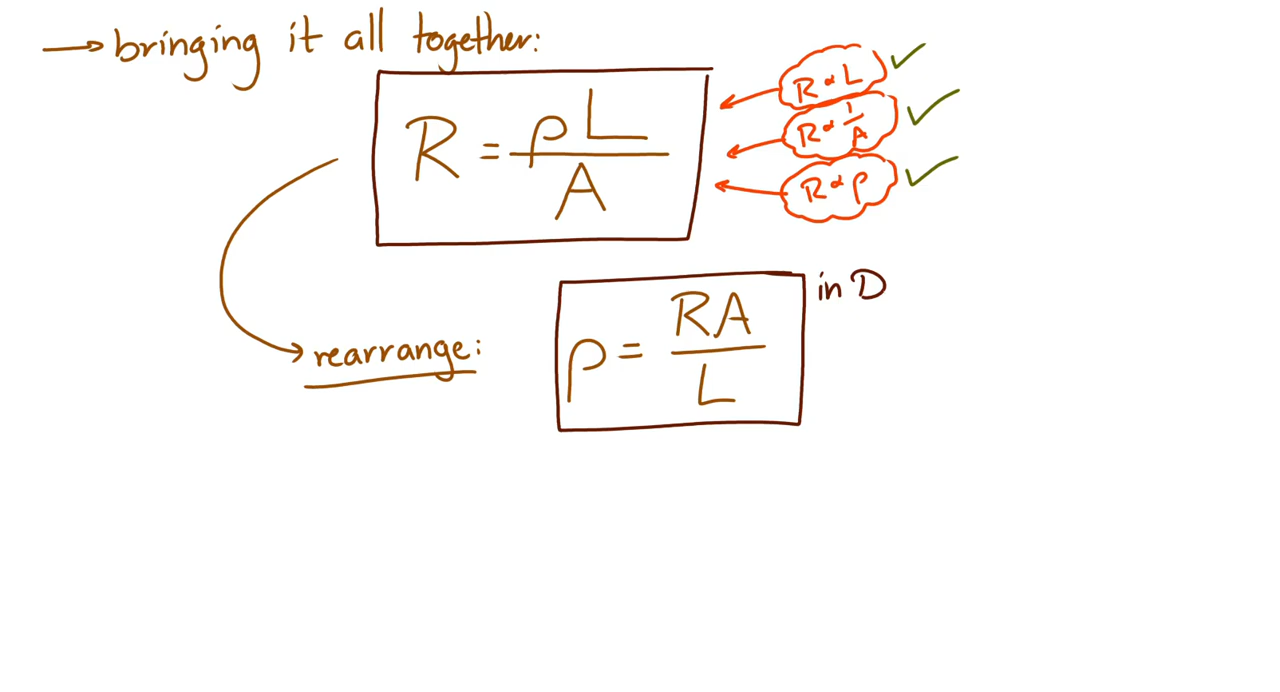 → bringing it all together:
R = ρL/A
R ∝ L ✓
R ∝ 1/A ✓
R ∝ ρ ✓
in D
rearrange:
ρ = RA/L